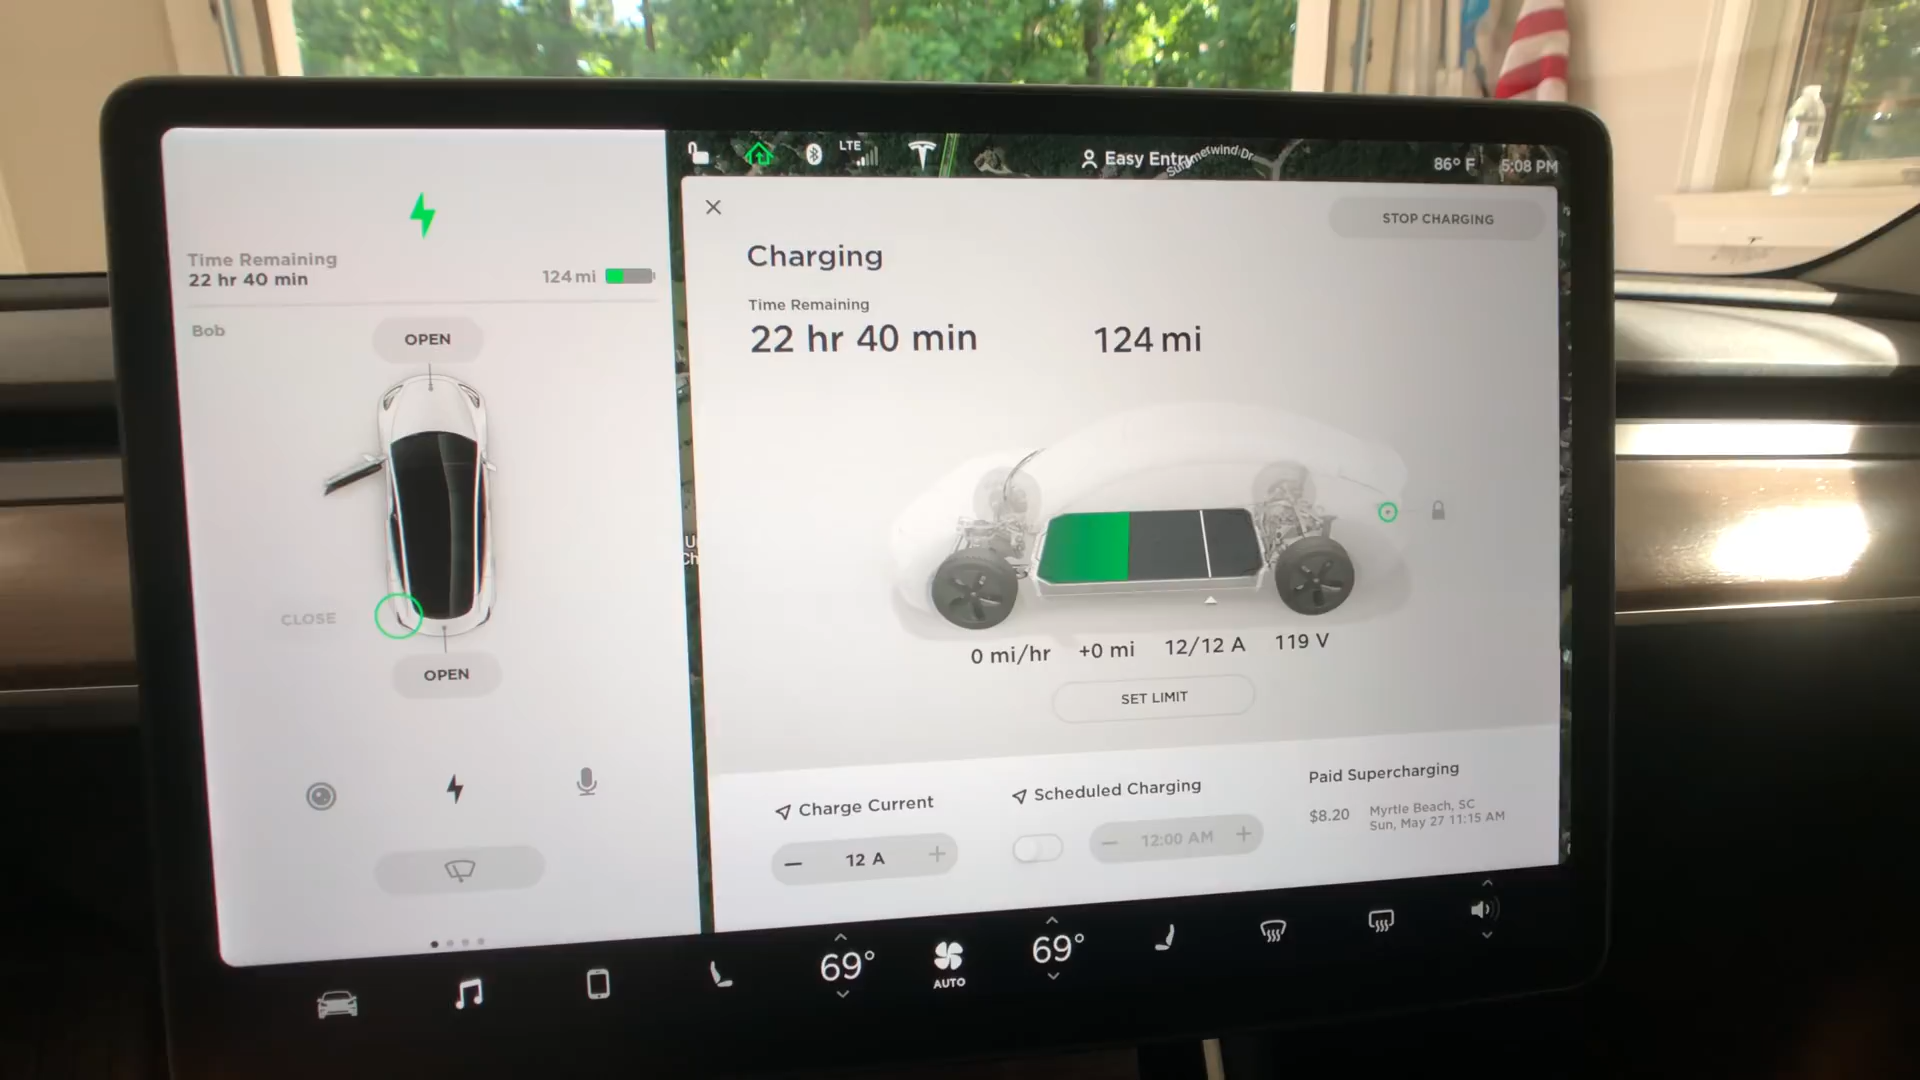 LTE
Easy Entry
Summerwind Dr
86° F
5:08 PM
Time Remaining
22 hr 40 min
124 mi
Bob
OPEN
CLOSE
OPEN
STOP CHARGING
Charging
Time Remaining
22 hr 40 min
124 mi
0 mi/hr
+0 mi
12/12 A
119 V
SET LIMIT
Charge Current
12 A
Scheduled Charging
12:00 AM
Paid Supercharging
$8.20
Myrtle Beach, SC
Sun, May 27 11:15 AM
69°
AUTO
69°